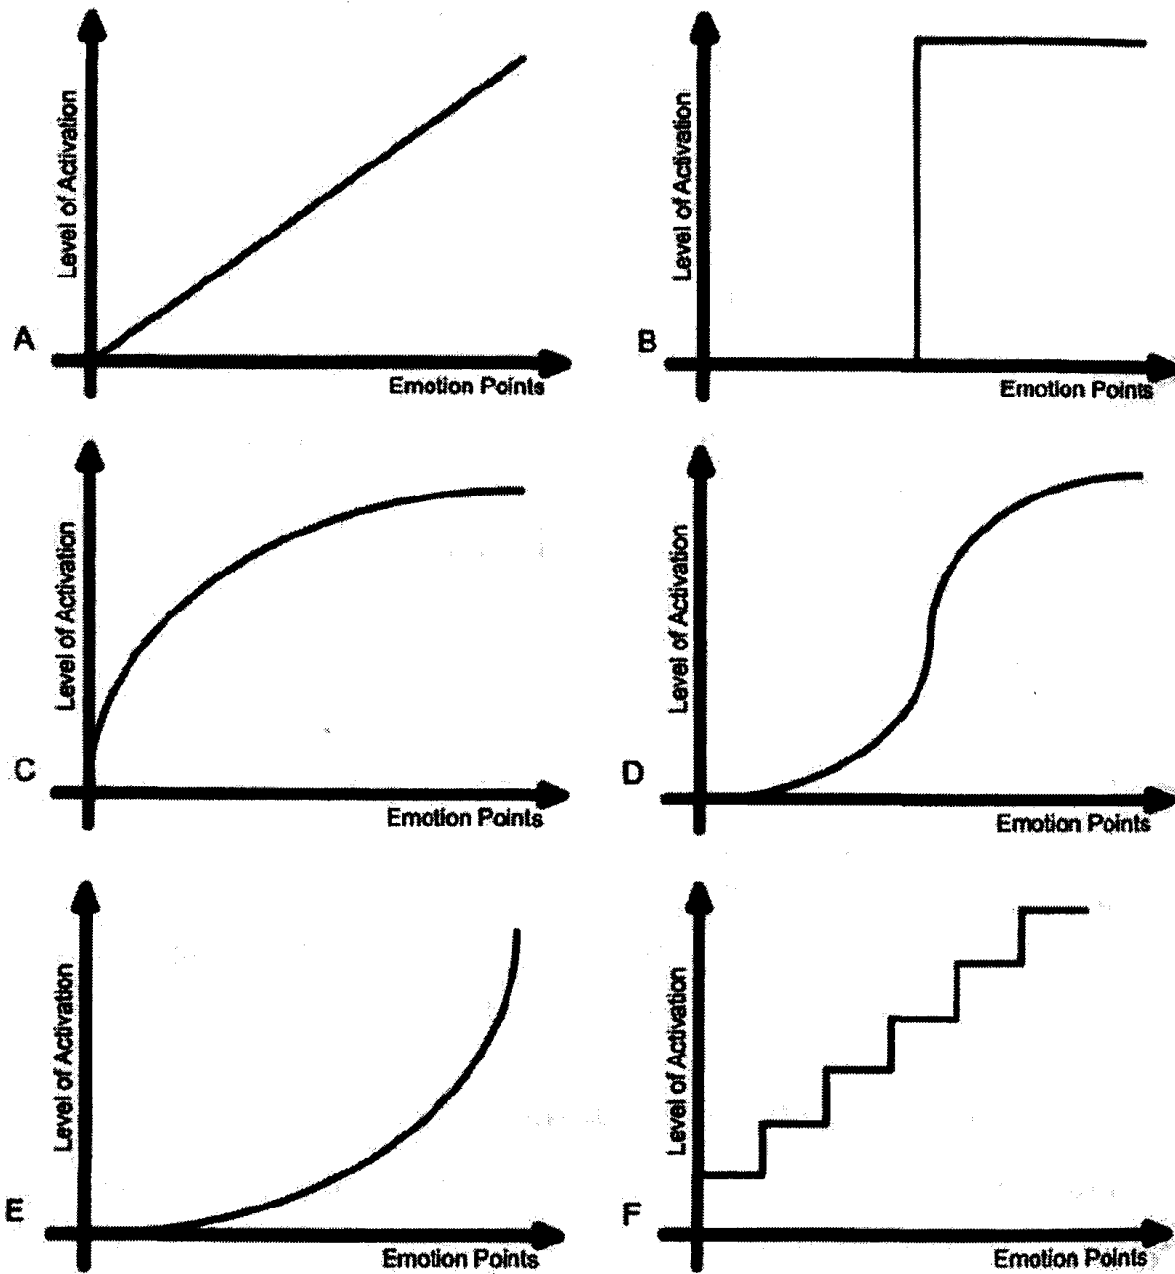 Level of Activation
A
Emotion Points
Level of Activation
B
Emotion Points
Level of Activation
C
Emotion Points
Level of Activation
D
Emotion Points
Level of Activation
E
Emotion Points
Level of Activation
F
Emotion Points